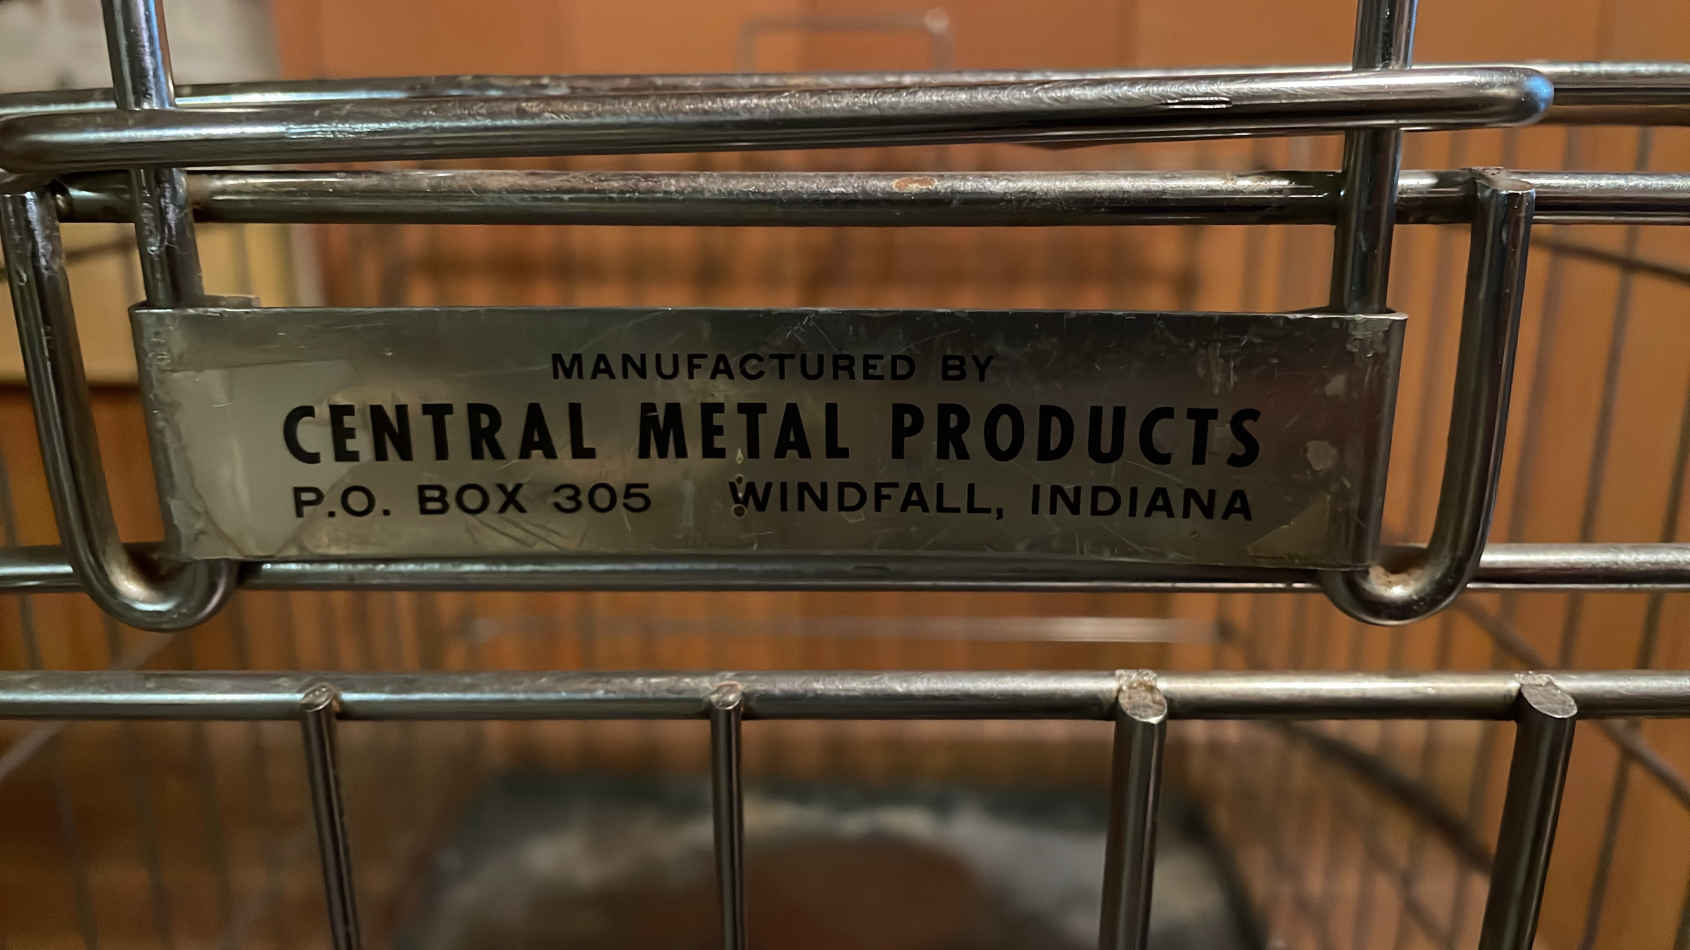 MANUFACTURED BY
CENTRAL METAL PRODUCTS
P.O. BOX 305 WINDFALL, INDIANA